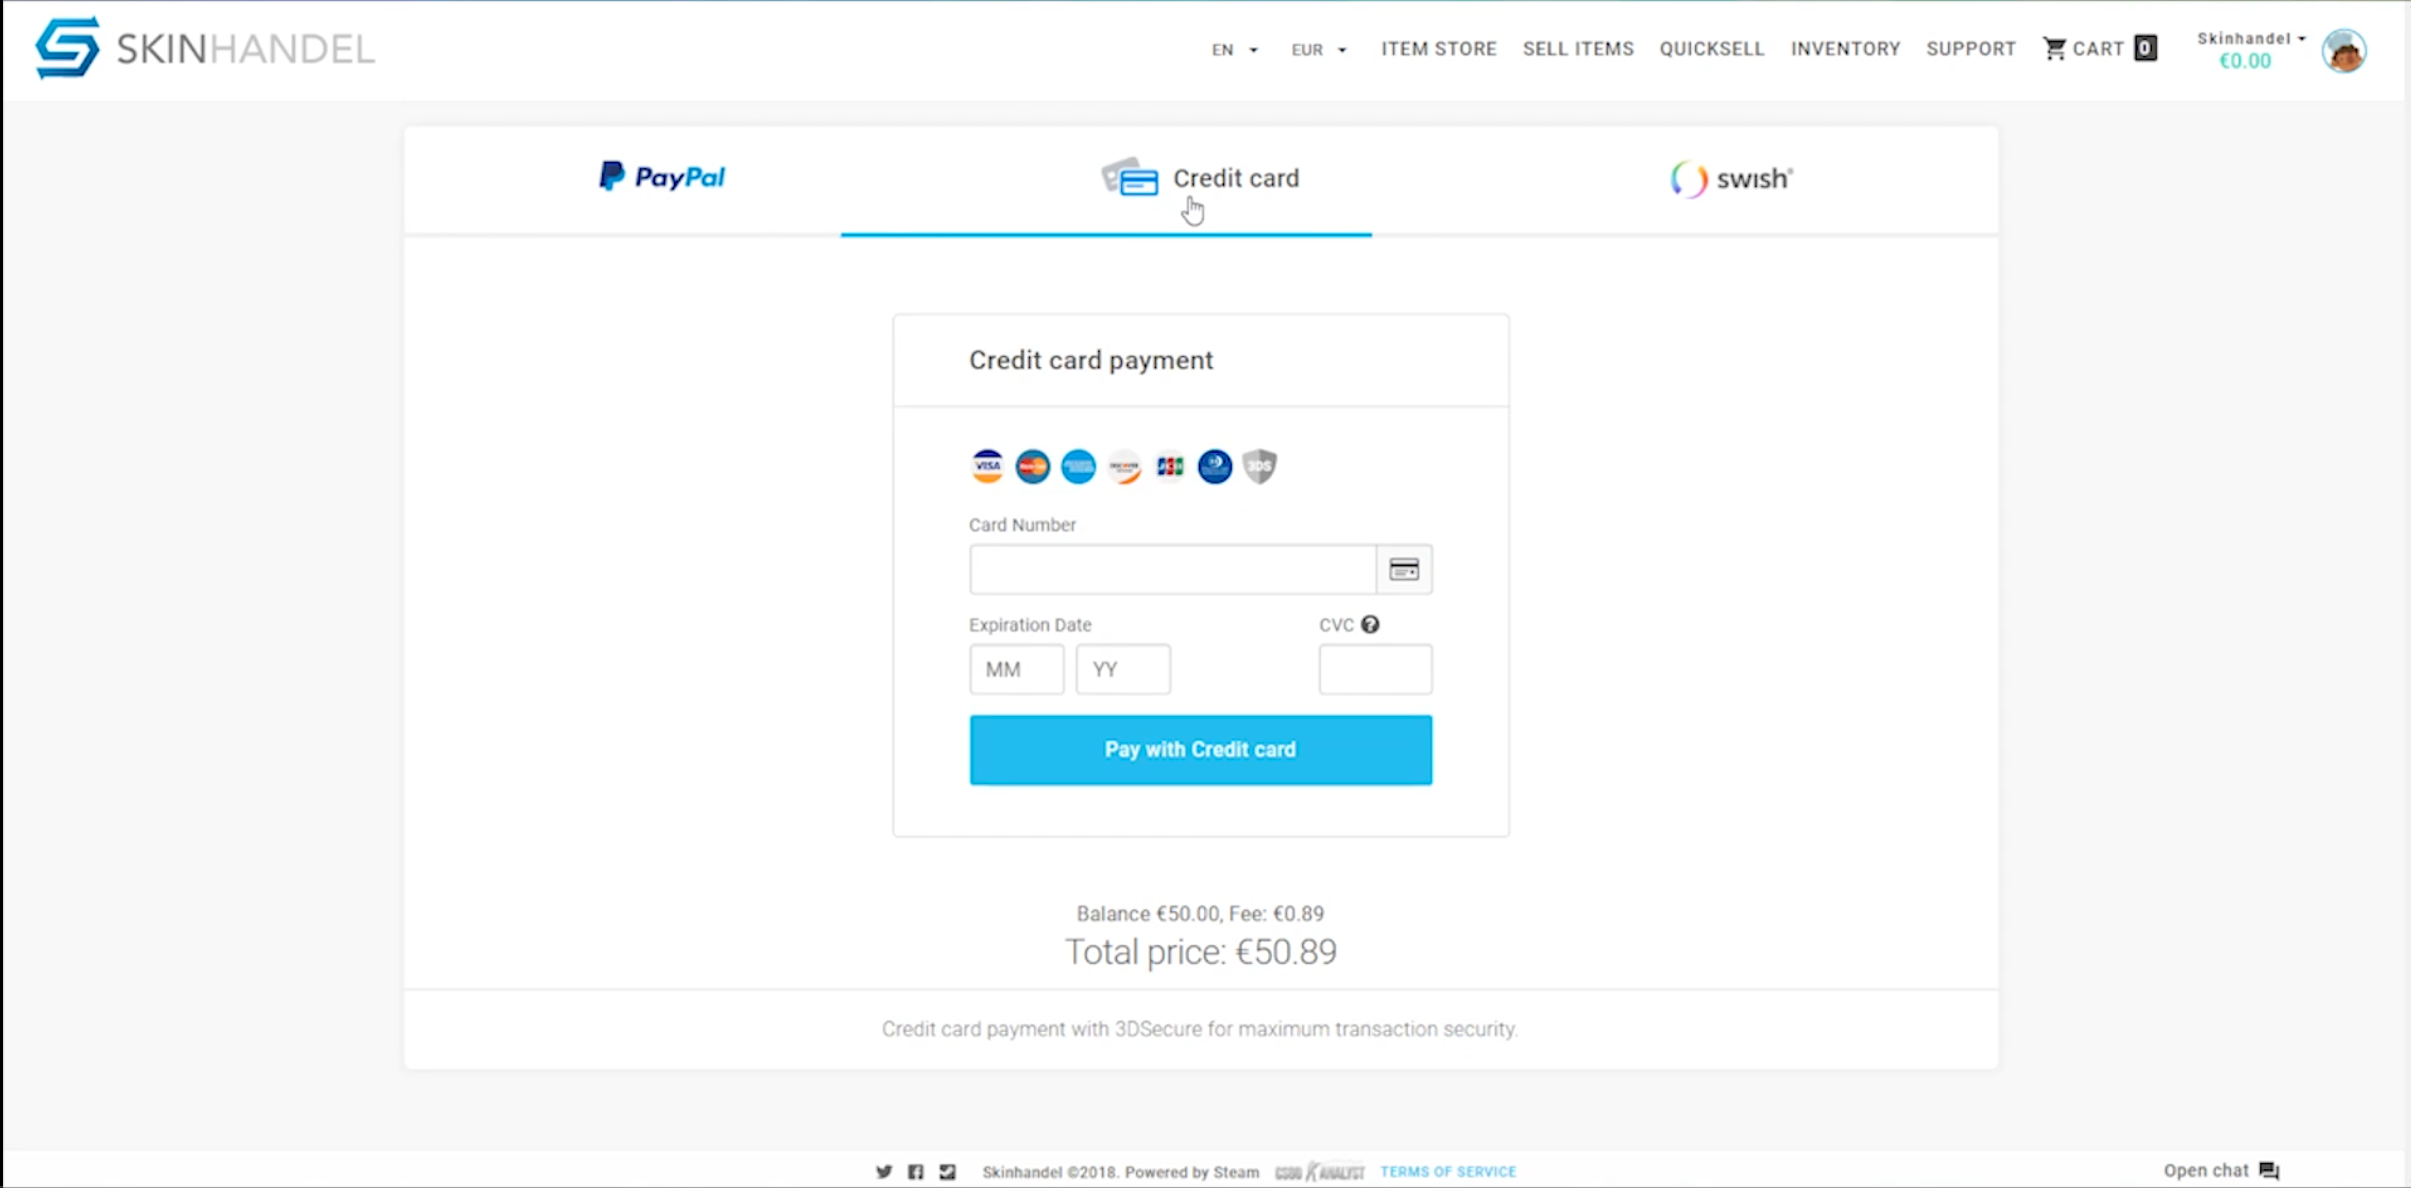 SKINHANDEL
EN EUR ITEM STORE SELL ITEMS QUICKSELL INVENTORY SUPPORT CART 0 Skinhandel
€0.00
PayPal Credit card swish
Credit card payment
VISA JCB 3DS
Card Number
Expiration Date CVC ?
MM YY
Pay with Credit card
Balance €50.00, Fee: €0.89
Total price: €50.89
Credit card payment with 3DSecure for maximum transaction security.
Skinhandel ©2018. Powered by Steam CSGO ANALYST TERMS OF SERVICE Open chat